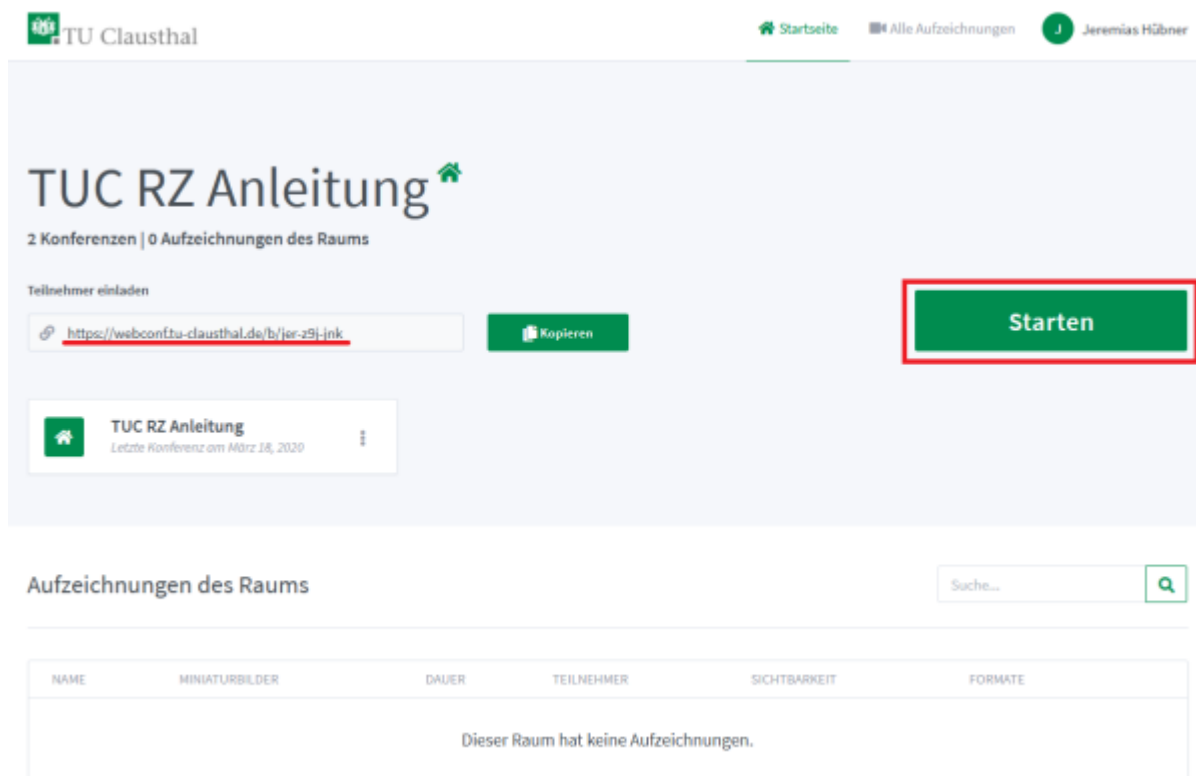 TU Clausthal
Startseite Alle Aufzeichnungen J Jeremias Hübner
TUC RZ Anleitung
2 Konferenzen | 0 Aufzeichnungen des Raums
Teilnehmer einladen
https://webconf.tu-clausthal.de/b/jer-z9j-jnk Kopieren Starten
TUC RZ Anleitung
Letzte Konferenz am März 18, 2020
Aufzeichnungen des Raums Suche...
NAME MINIATURBILDER DAUER TEILNEHMER SICHTBARKEIT FORMATE
Dieser Raum hat keine Aufzeichnungen.